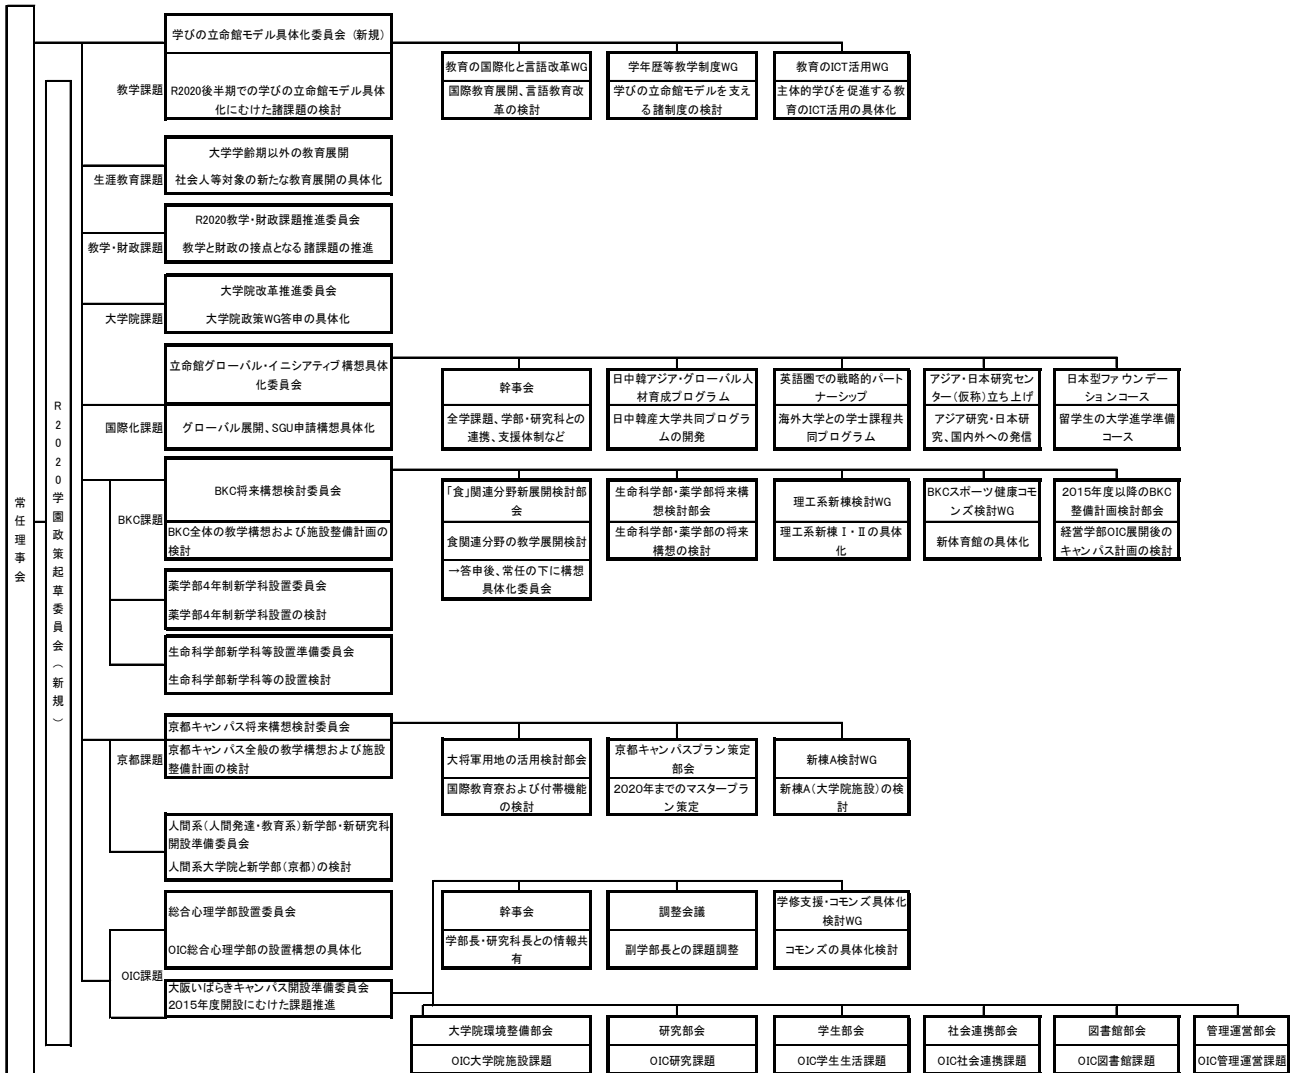 常任理事会
R2020学園政策起草委員会(新規)
教学課題
学びの立命館モデル具体化委員会 (新規)
R2020後半期での学びの立命館モデル具体
化にむけた諸課題の検討
教育の国際化と言語改革WG
国際教育展開、言語教育改
革の検討
学年歴等教学制度WG
学びの立命館モデルを支え
る諸制度の検討
教育のICT活用WG
主体的学びを促進する教
育のICT活用の具体化
生涯教育課題
大学学齢期以外の教育展開
社会人等対象の新たな教育展開の具体化
教学・財政課題
R2020教学・財政課題推進委員会
教学と財政の接点となる諸課題の推進
大学院課題
大学院改革推進委員会
大学院政策WG答申の具体化
国際化課題
立命館グローバル・イニシアティブ構想具体
化委員会
グローバル展開、SGU申請構想具体化
幹事会
全学課題、学部・研究科との
連携、支援体制など
日中韓アジア・グローバル人
材育成プログラム
日中韓産大学共同プログラ
ムの開発
英語圏での戦略的パート
ナーシップ
海外大学との学士課程共
同プログラム
アジア・日本研究セン
ター(仮称)立ち上げ
アジア研究・日本研
究、国内外への発信
日本型ファウンデー
ションコース
留学生の大学進学準備
コース
BKC課題
BKC将来構想検討委員会
BKC全体の教学構想および施設整備計画の
検討
「食」関連分野新展開検討部
会
食関連分野の教学展開検討
→答申後、常任の下に構想
具体化委員会
生命科学部・薬学部将来構
想検討部会
生命科学部・薬学部の将来
構想の検討
理工系新棟検討WG
理工系新棟Ⅰ・Ⅱの具体
化
BKCスポーツ健康コモ
ンズ検討WG
新体育館の具体化
2015年度以降のBKC
整備計画検討部会
経営学部OIC展開後の
キャンパス計画の検討
薬学部4年制新学科設置委員会
薬学部4年制新学科設置の検討
生命科学部新学科等設置準備委員会
生命科学部新学科等の設置検討
京都課題
京都キャンパス将来構想検討委員会
京都キャンパス全般の教学構想および施設
整備計画の検討
大将軍用地の活用検討部会
国際教育寮および付帯機能
の検討
京都キャンパスプラン策定
部会
2020年までのマスタープラ
ン策定
新棟A検討WG
新棟A(大学院施設)の検
討
人間系(人間発達・教育系)新学部・新研究科
開設準備委員会
人間系大学院と新学部(京都)の検討
OIC課題
総合心理学部設置委員会
OIC総合心理学部の設置構想の具体化
大阪いばらきキャンパス開設準備委員会
2015年度開設にむけた課題推進
幹事会
学部長・研究科長との情報共
有
調整会議
副学部長との課題調整
学修支援・コモンズ具体化
検討WG
コモンズの具体化検討
大学院環境整備部会
OIC大学院施設課題
研究部会
OIC研究課題
学生部会
OIC学生生活課題
社会連携部会
OIC社会連携課題
図書館部会
OIC図書館課題
管理運営部会
OIC管理運営課題